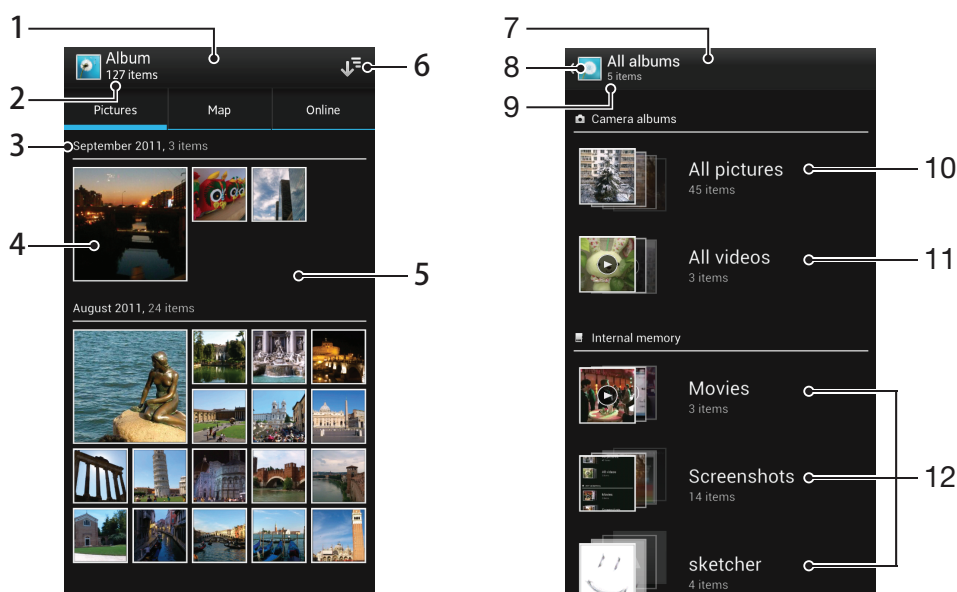 1
Album
127 items
2
6
Pictures
Map
Online
3
September 2011, 3 items
4
5
August 2011, 24 items
7
8
All albums
5 items
9
Camera albums
All pictures
45 items
10
All videos
3 items
11
Internal memory
Movies
3 items
Screenshots
14 items
12
sketcher
4 items